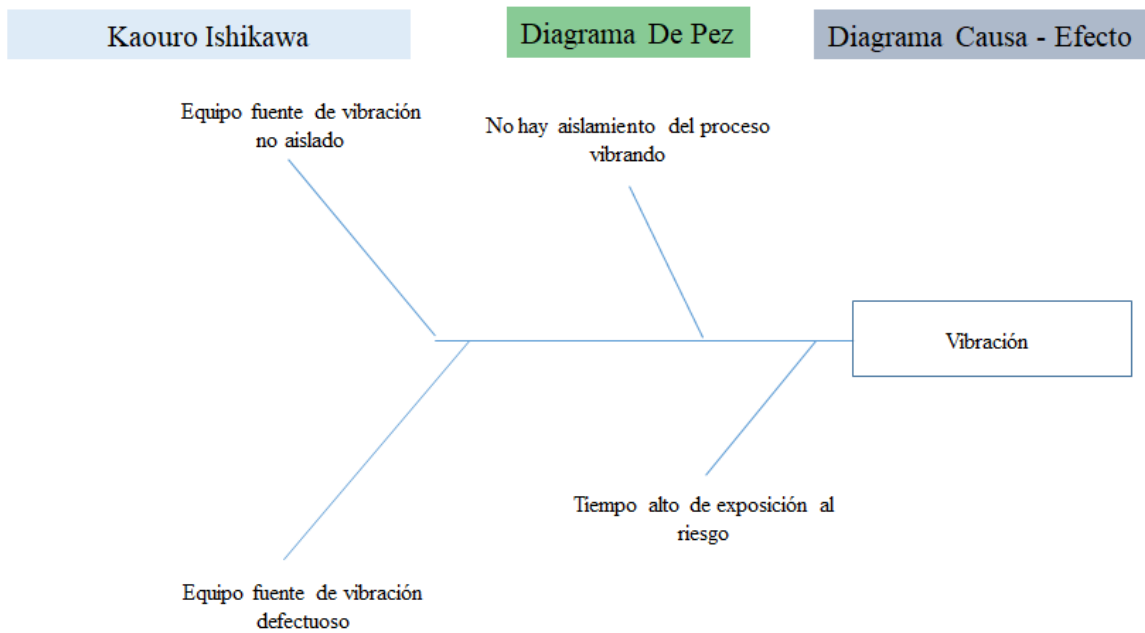 Kaouro Ishikawa
Diagrama De Pez
Diagrama Causa - Efecto
Equipo fuente de vibración
no aislado
No hay aislamiento del proceso
vibrando
Vibración
Tiempo alto de exposición al
riesgo
Equipo fuente de vibración
defectuoso